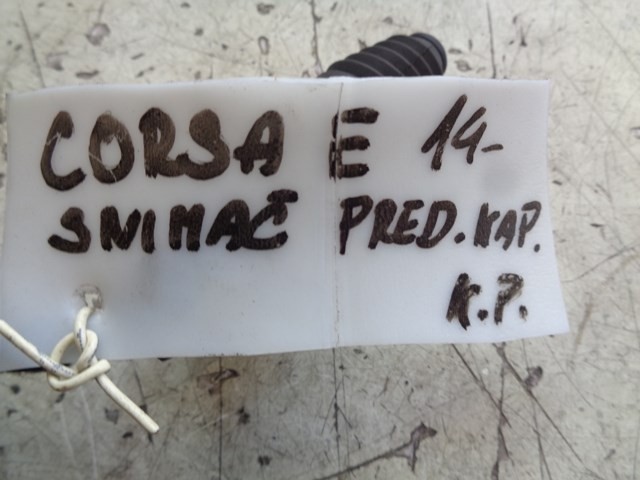 CORSA E 14-
SNIMAČ PRED. KAP.
K.P.